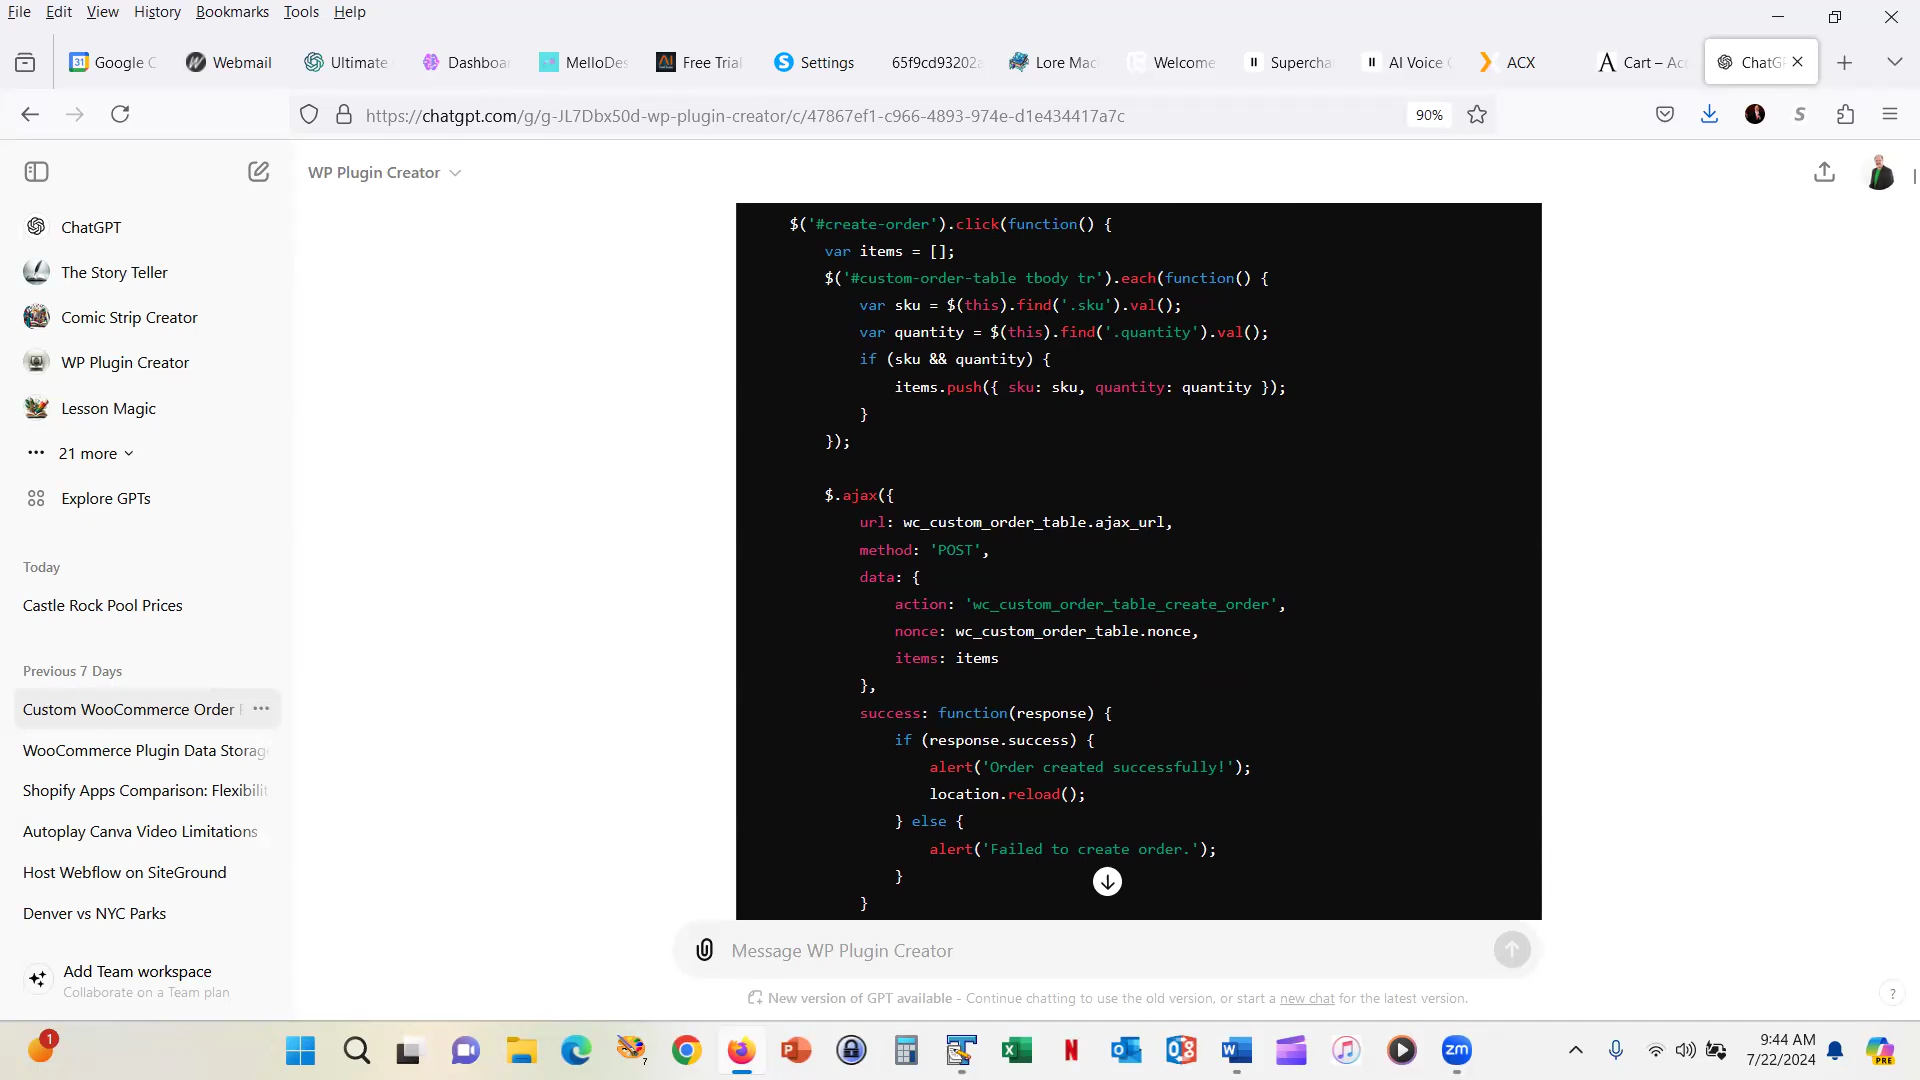 File Edit View History Bookmarks Tools Help
Google C Webmail Ultimate Dashboar MelloDes Free Trial Settings 65f9cd93202a Lore Mac Welcome Supercha AI Voice ACX Cart – Ac ChatG
https://chatgpt.com/g/g-JL7Dbx50d-wp-plugin-creator/c/47867ef1-c966-4893-974e-d1e434417a7c 90%
WP Plugin Creator
ChatGPT
The Story Teller
Comic Strip Creator
WP Plugin Creator
Lesson Magic
21 more
Explore GPTs
Today
Castle Rock Pool Prices
Previous 7 Days
Custom WooCommerce Order
WooCommerce Plugin Data Storag
Shopify Apps Comparison: Flexibilit
Autoplay Canva Video Limitations
Host Webflow on SiteGround
Denver vs NYC Parks
Add Team workspace
Collaborate on a Team plan
$('#create-order').click(function() {
var items = [];
$('#custom-order-table tbody tr').each(function() {
var sku = $(this).find('.sku').val();
var quantity = $(this).find('.quantity').val();
if (sku && quantity) {
items.push({ sku: sku, quantity: quantity });
}
});
$.ajax({
url: wc_custom_order_table.ajax_url,
method: 'POST',
data: {
action: 'wc_custom_order_table_create_order',
nonce: wc_custom_order_table.nonce,
items: items
},
success: function(response) {
if (response.success) {
alert('Order created successfully!');
location.reload();
} else {
alert('Failed to create order.');
}
}
Message WP Plugin Creator
New version of GPT available - Continue chatting to use the old version, or start a new chat for the latest version.
?
1
7
zm
9:44 AM
7/22/2024
PRE